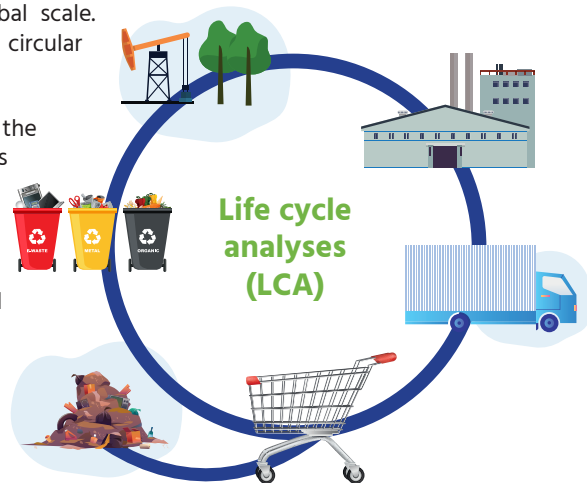 bal scale.
circular
the
s
Life cycle
analyses
(LCA)
E-WASTE
METAL
ORGANIC